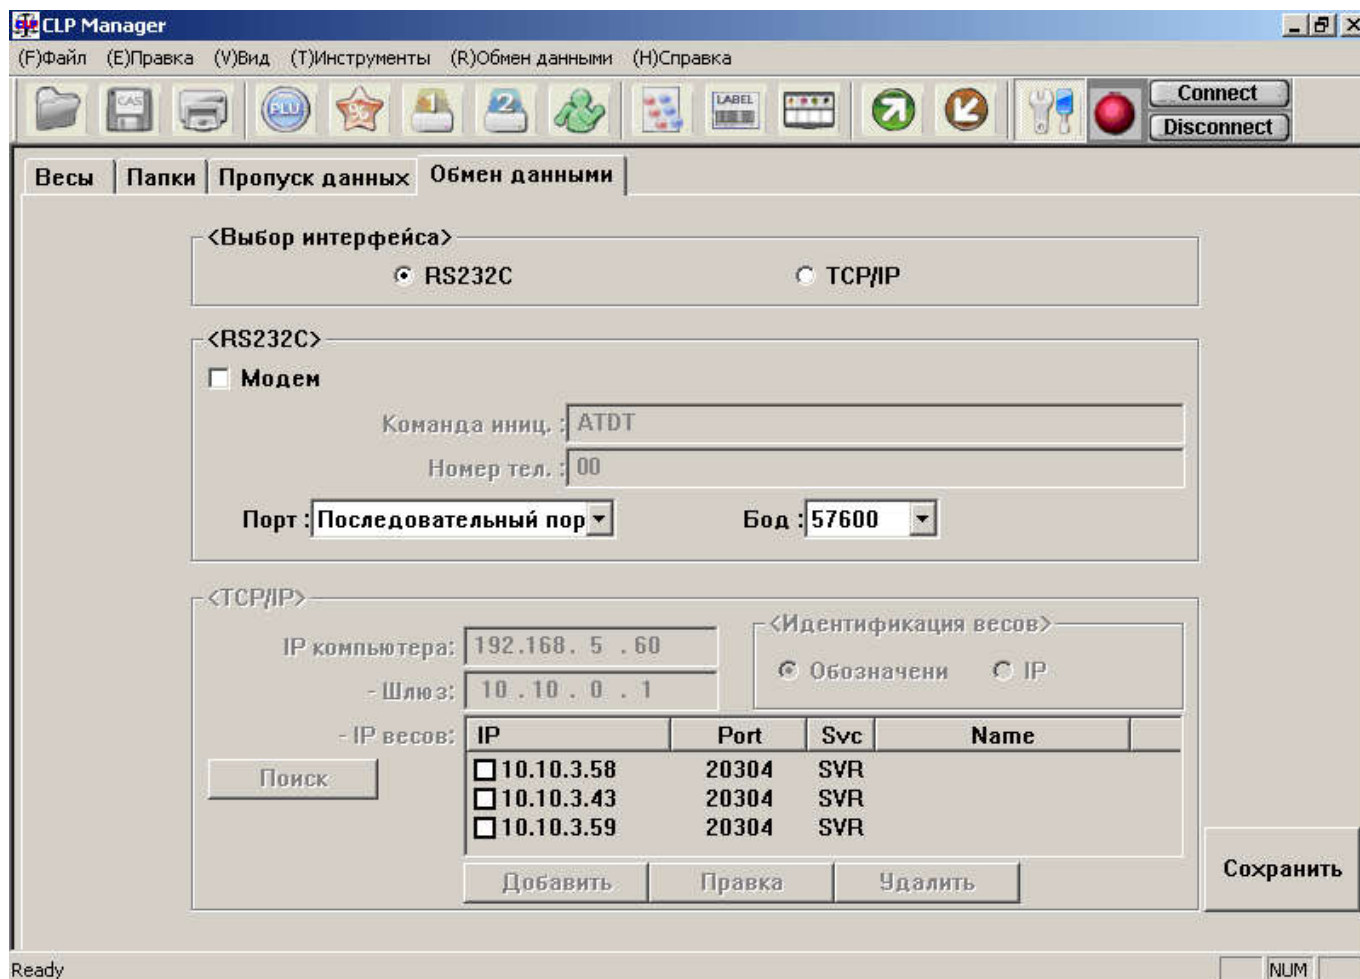 CLP Manager
(F)Файл (E)Правка (V)Вид (T)Инструменты (R)Обмен данными (H)Справка
CAS PLU % 1 2 LABEL Connect
Disconnect
Весы Папки Пропуск данных Обмен данными
<Выбор интерфейса>
RS232C TCP/IP
<RS232C>
Модем
Команда иниц. : ATDT
Номер тел. : 00
Порт : Последовательный пор Бод : 57600
<TCP/IP>
<Идентификация весов>
IP компьютера: 192.168. 5 .60
Обозначени IP
- Шлюз: 10 . 10 . 0 . 1
- IP весов: IP Port Svc Name
Поиск 10.10.3.58 20304 SVR
10.10.3.43 20304 SVR
10.10.3.59 20304 SVR
Добавить Правка Удалить
Сохранить
Ready NUM